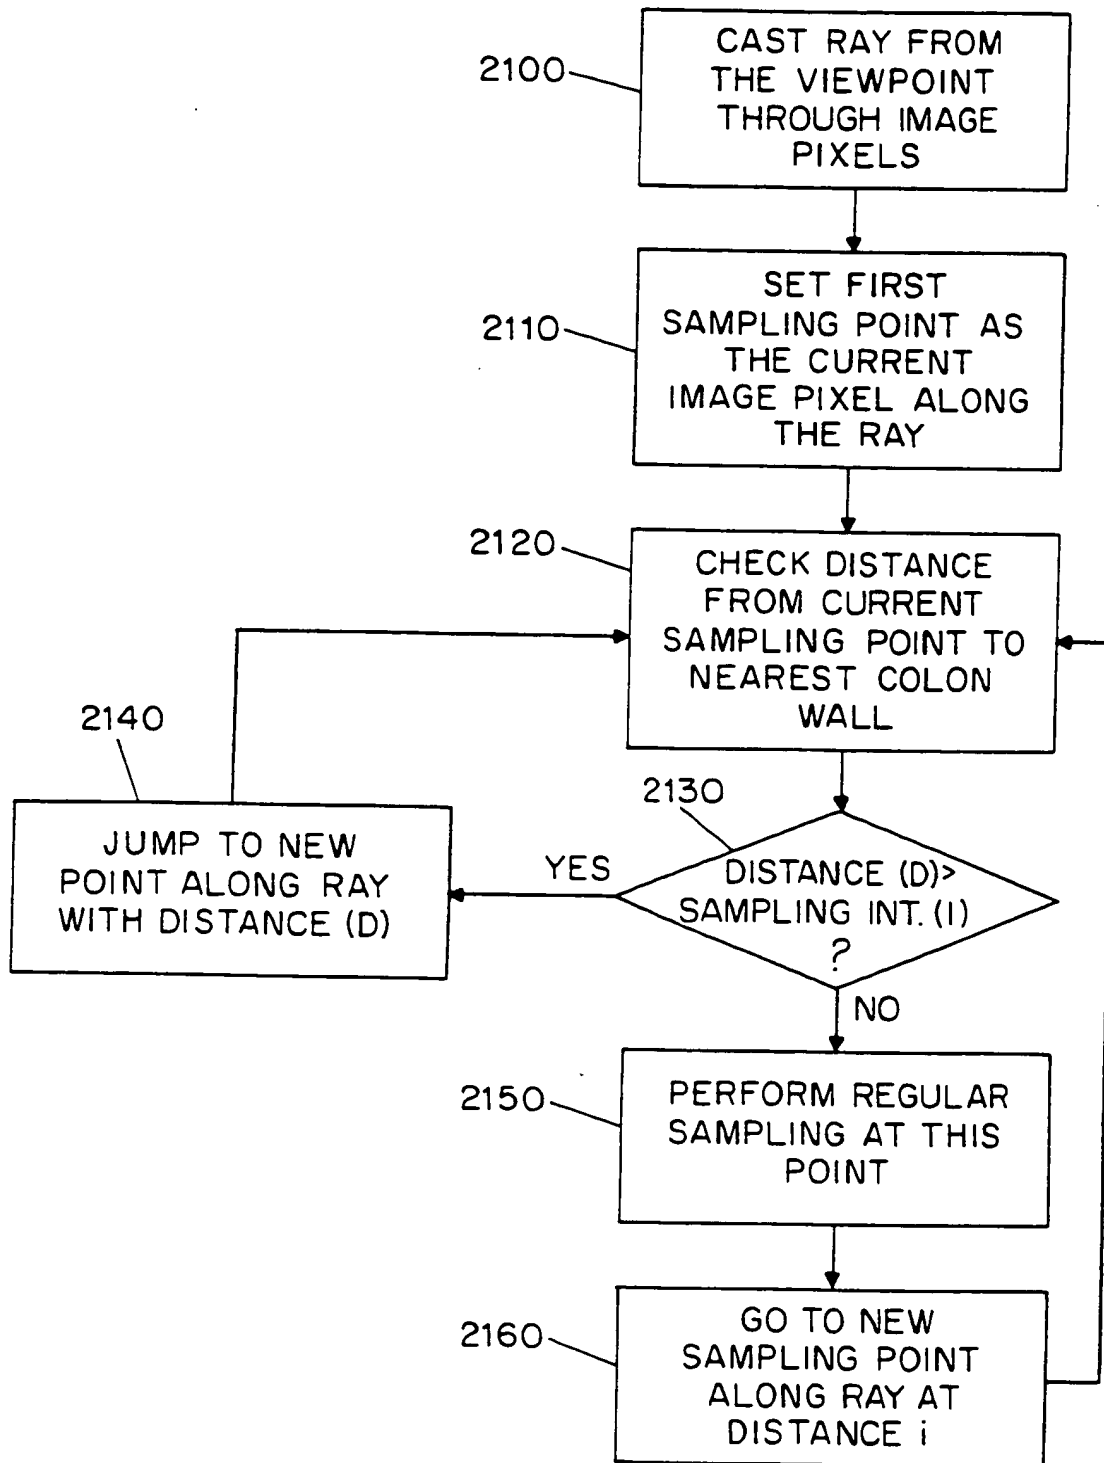 2100
CAST RAY FROM
THE VIEWPOINT
THROUGH IMAGE
PIXELS
2110
SET FIRST
SAMPLING POINT AS
THE CURRENT
IMAGE PIXEL ALONG
THE RAY
2120
CHECK DISTANCE
FROM CURRENT
SAMPLING POINT TO
NEAREST COLON
WALL
2140
JUMP TO NEW
POINT ALONG RAY
WITH DISTANCE (D)
YES
2130
DISTANCE (D)>
SAMPLING INT. (I)
?
NO
2150
PERFORM REGULAR
SAMPLING AT THIS
POINT
2160
GO TO NEW
SAMPLING POINT
ALONG RAY AT
DISTANCE i